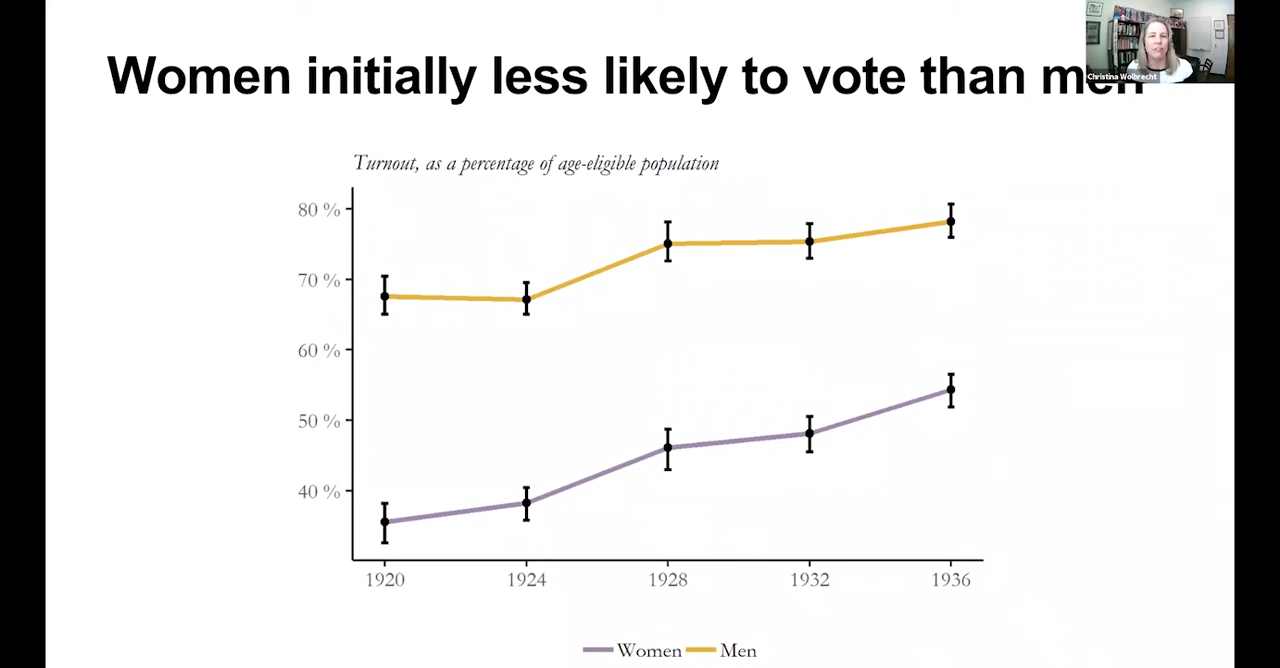 Women initially less likely to vote than men
Christina Wolbrecht
Turnout, as a percentage of age-eligible population
80 %
70 %
60 %
50 %
40 %
1920 1924 1928 1932 1936
Women Men